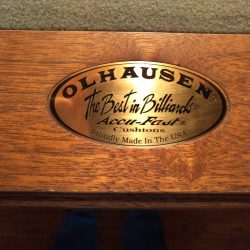 OLHAUSEN
The Best in Billiards®
Accu-Fast®
Cushions
Proudly Made In The USA